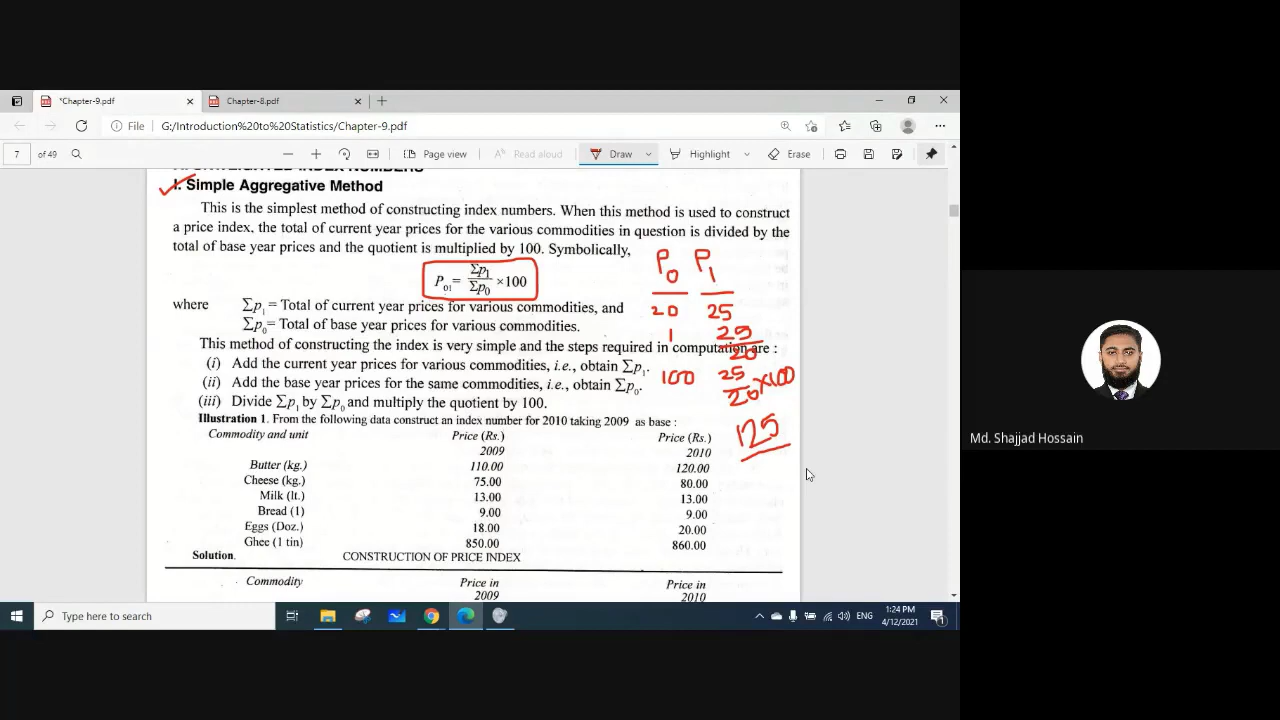 *Chapter-9.pdf
Chapter-8.pdf
File
G:/Introduction%20to%20Statistics/Chapter-9.pdf
7 of 49
Page view
Read aloud
Draw
Highlight
Erase
I. Simple Aggregative Method
This is the simplest method of constructing index numbers. When this method is used to construct
a price index, the total of current year prices for the various commodities in question is divided by the
total of base year prices and the quotient is multiplied by 100. Symbolically,
P₀₁ = Σp₁/Σp₀ ×100
where Σp₁ = Total of current year prices for various commodities, and
Σp₀ = Total of base year prices for various commodities.
This method of constructing the index is very simple and the steps required in computation are :
(i) Add the current year prices for various commodities, i.e., obtain Σp₁.
(ii) Add the base year prices for the same commodities, i.e., obtain Σp₀.
(iii) Divide Σp₁ by Σp₀ and multiply the quotient by 100.
P₀ P₁
20 25
1 25/20
100 25/20 ×100
125
Illustration 1. From the following data construct an index number for 2010 taking 2009 as base :
Commodity and unit Price (Rs.) Price (Rs.)
2009 2010
Butter (kg.) 110.00 120.00
Cheese (kg.) 75.00 80.00
Milk (lt.) 13.00 13.00
Bread (1) 9.00 9.00
Eggs (Doz.) 18.00 20.00
Ghee (1 tin) 850.00 860.00
Solution. CONSTRUCTION OF PRICE INDEX
Commodity Price in Price in
2009 2010
Type here to search
ENG
1:24 PM
4/12/2021
1
Md. Shajjad Hossain